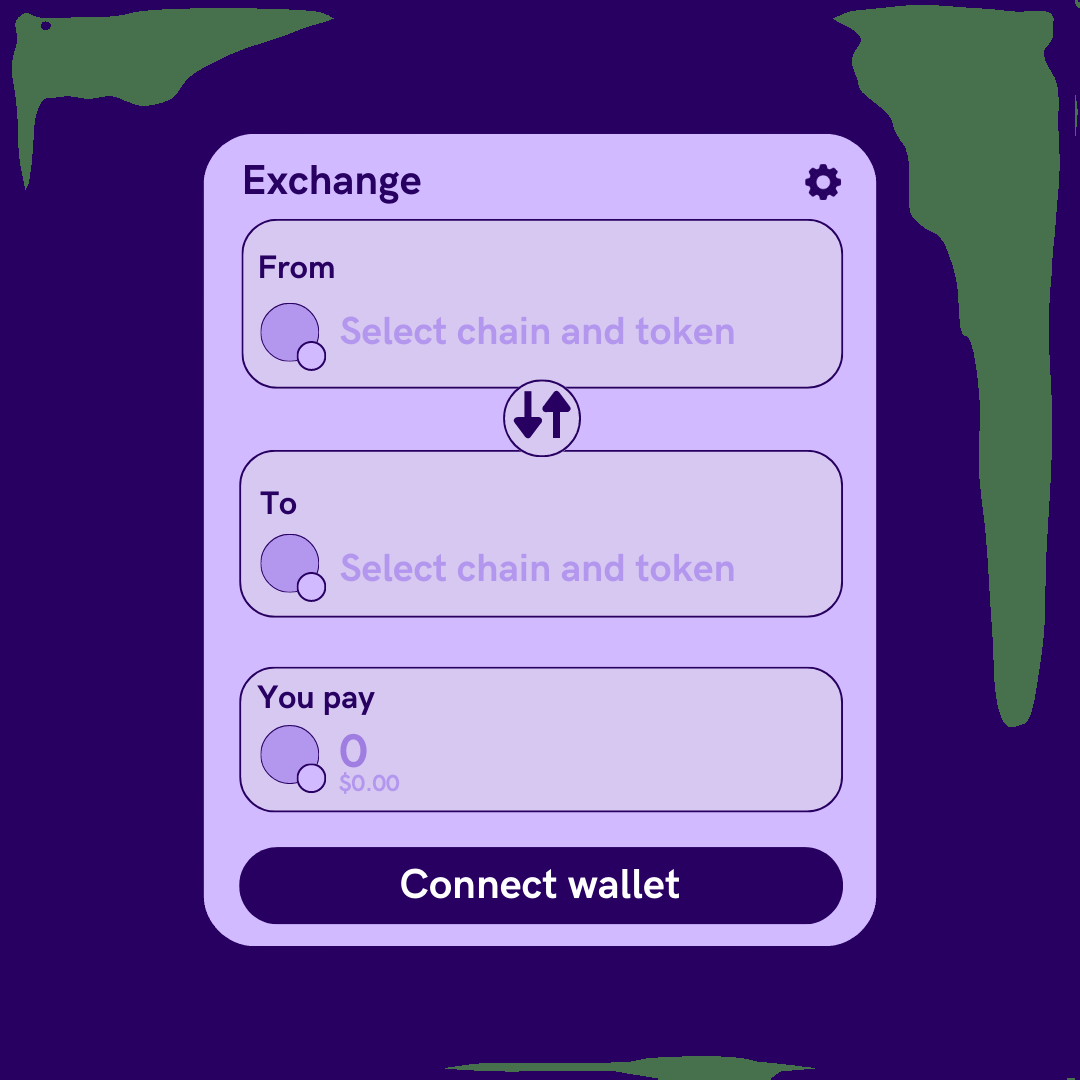 Exchange
From
Select chain and token
To
Select chain and token
You pay
0
$0.00
Connect wallet